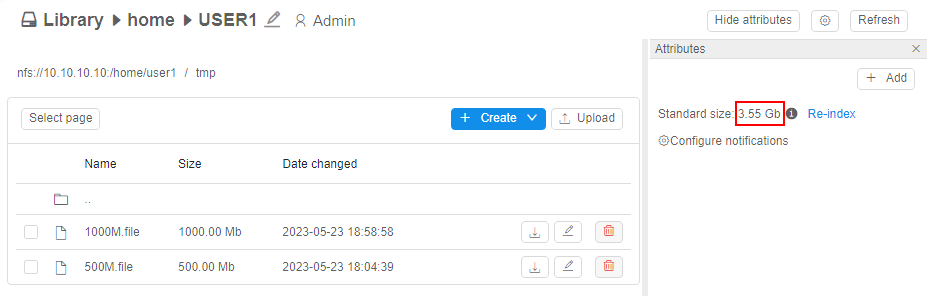 Library home USER1 Admin
Hide attributes Refresh
Attributes
nfs://10.10.10.10:/home/user1 / tmp
+ Add
Select page + Create Upload
Standard size: 3.55 Gb Re-index
Configure notifications
Name Size Date changed
..
1000M.file 1000.00 Mb 2023-05-23 18:58:58
500M.file 500.00 Mb 2023-05-23 18:04:39